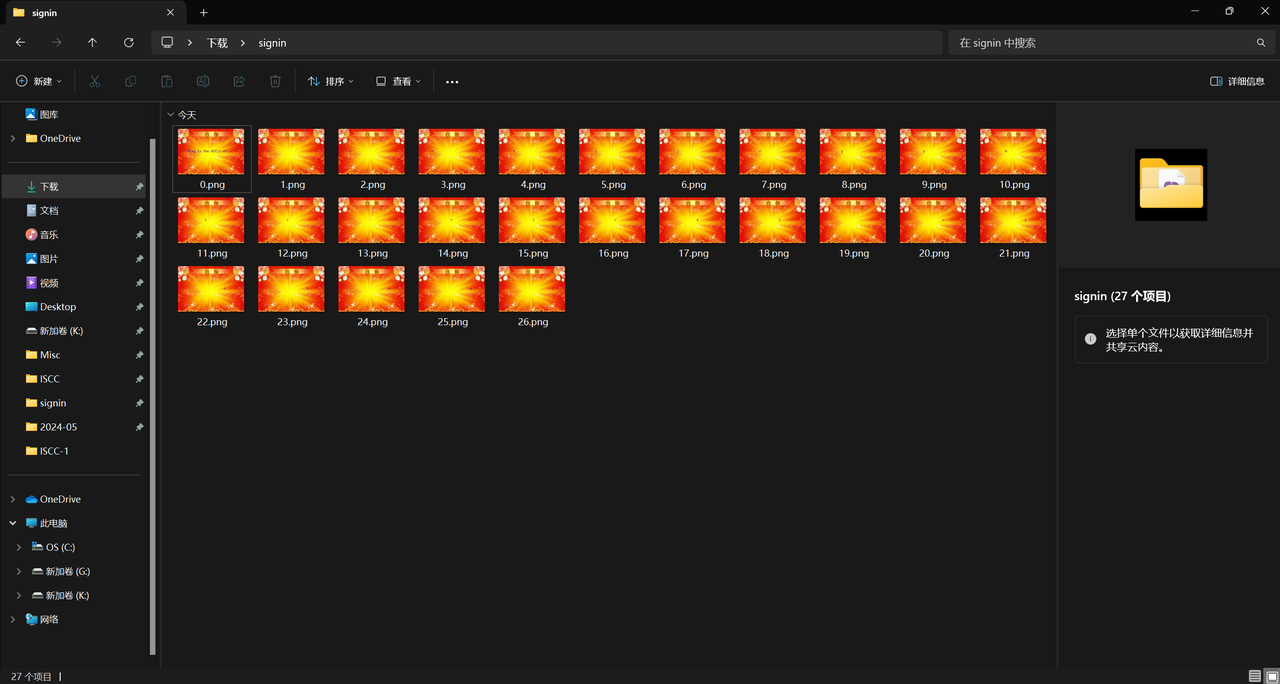 signin
下载
signin
在 signin 中搜索
新建
排序
查看
详细信息
图库
OneDrive
下载
文档
音乐
图片
视频
Desktop
新加卷 (K:)
Misc
ISCC
signin
2024-05
ISCC-1
OneDrive
此电脑
OS (C:)
新加卷 (G:)
新加卷 (K:)
网络
今天
0.png
1.png
2.png
3.png
4.png
5.png
6.png
7.png
8.png
9.png
10.png
11.png
12.png
13.png
14.png
15.png
16.png
17.png
18.png
19.png
20.png
21.png
22.png
23.png
24.png
25.png
26.png
signin (27 个项目)
选择单个文件以获取详细信息并
共享云内容。
27 个项目